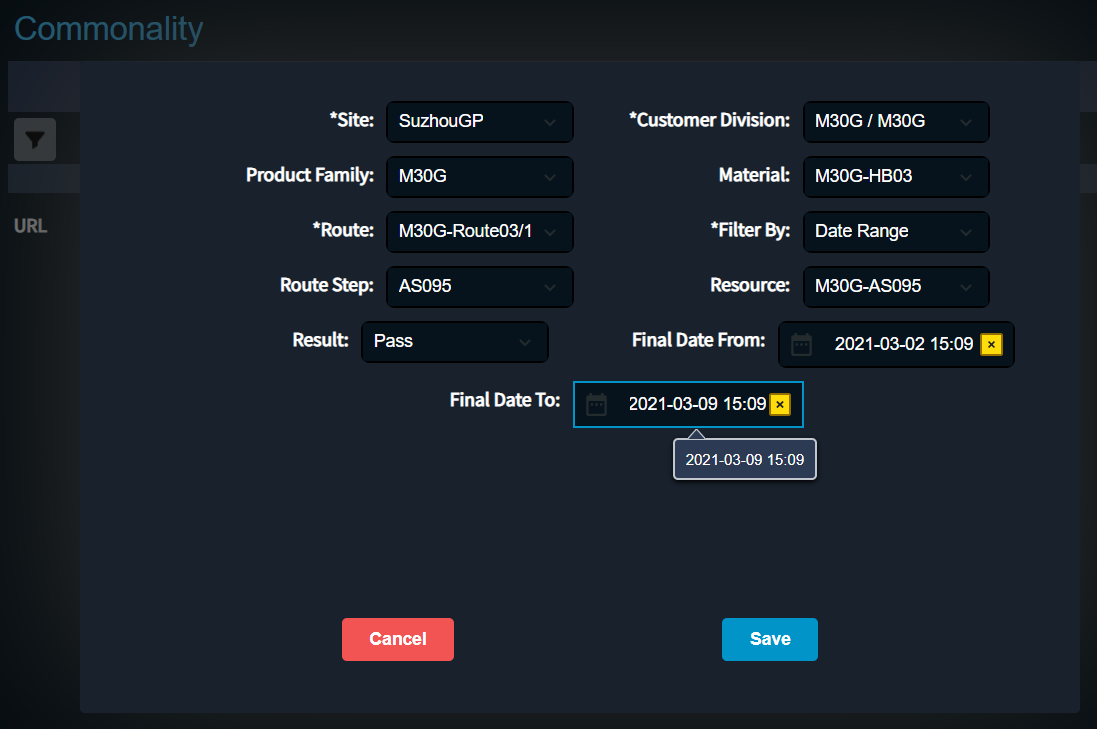 Commonality
*Site: SuzhouGP *Customer Division: M30G / M30G
Product Family: M30G Material: M30G-HB03
URL
*Route: M30G-Route03/1 *Filter By: Date Range
Route Step: AS095 Resource: M30G-AS095
Result: Pass Final Date From: 2021-03-02 15:09 ×
Final Date To: 2021-03-09 15:09 ×
2021-03-09 15:09
Cancel Save